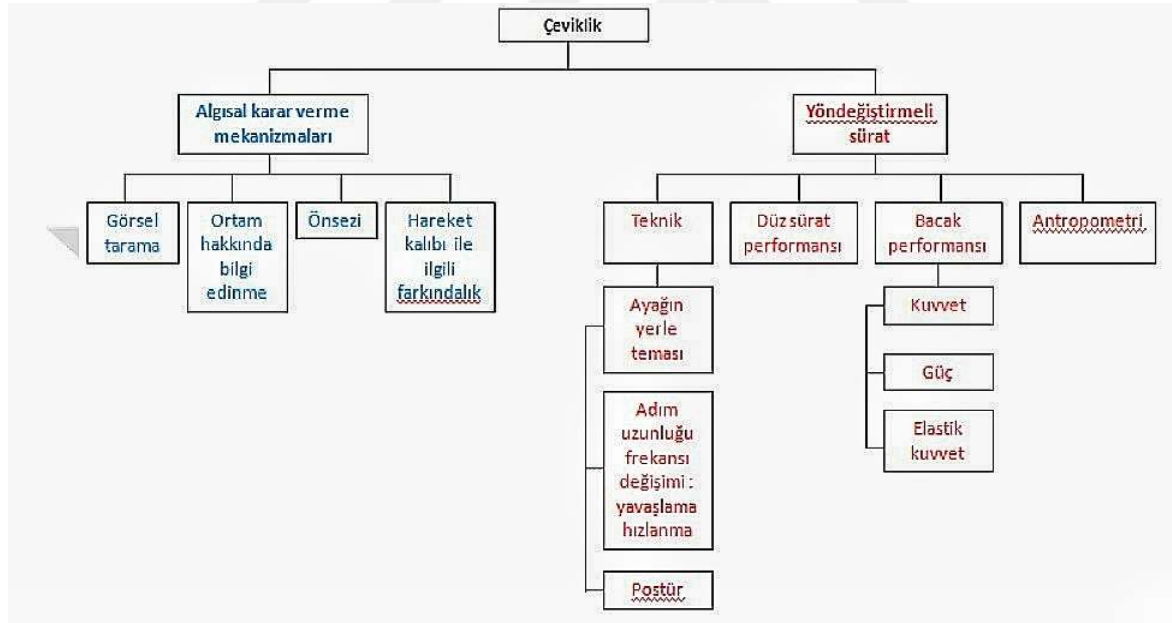 Çeviklik
Algısal karar verme
mekanizmaları
Yöndeğiştirmeli
sürat
Görsel
tarama
Ortam
hakkında
bilgi
edinme
Önsezi
Hareket
kalıbı ile
ilgili
farkındalık
Teknik
Düz sürat
performansı
Bacak
performansı
Antropometri
Ayağın
yerle
teması
Adım
uzunluğu
frekansı
değişimi :
yavaşlama
hızlanma
Postür
Kuvvet
Güç
Elastik
kuvvet